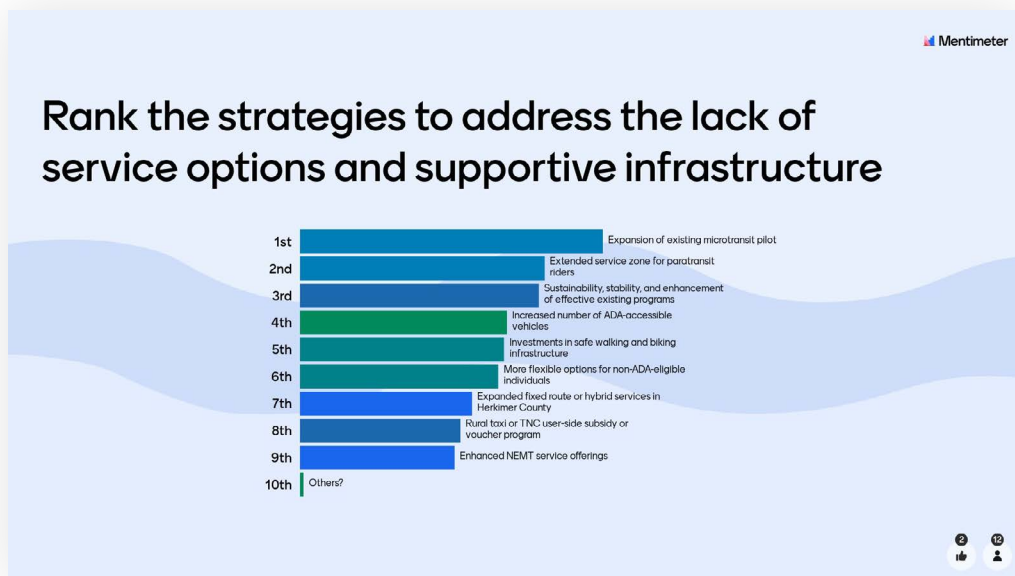 Mentimeter
Rank the strategies to address the lack of
service options and supportive infrastructure
1st
Expansion of existing microtransit pilot
2nd
Extended service zone for paratransit
riders
3rd
Sustainability, stability, and enhancement
of effective existing programs
4th
Increased number of ADA-accessible
vehicles
5th
Investments in safe walking and biking
infrastructure
6th
More flexible options for non-ADA-eligible
individuals
7th
Expanded fixed route or hybrid services in
Herkimer County
8th
Rural taxi or TNC user-side subsidy or
voucher program
9th
Enhanced NEMT service offerings
10th
Others?
2
12